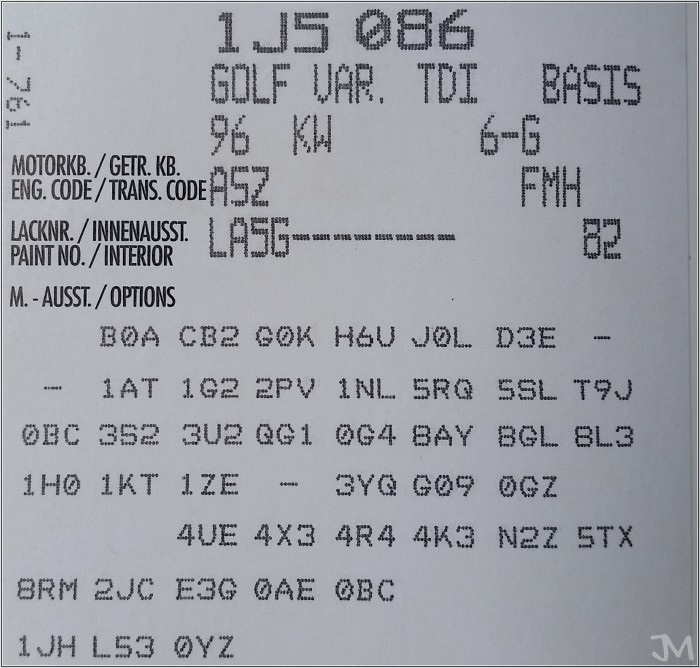 1-761
1J5 086
GOLF VAR. TDI BASIS
96 KW 6-G
MOTORKB. / GETR. KB.
ENG. CODE / TRANS. CODE ASZ FMH
LACKNR. / INNENAUSST.
PAINT NO. / INTERIOR LA5G-------- 82
M. - AUSST. / OPTIONS
B0A CB2 G0K H6U J0L D3E -
- 1AT 1G2 2PV 1NL 5RQ 5SL T9J
0BC 3S2 3U2 QG1 0G4 8AY 8GL 8L3
1H0 1KT 1ZE - 3YQ G09 0GZ
4UE 4X3 4R4 4K3 N2Z 5TX
8RM 2JC E3G 0AE 0BC
1JH L53 0YZ
JM